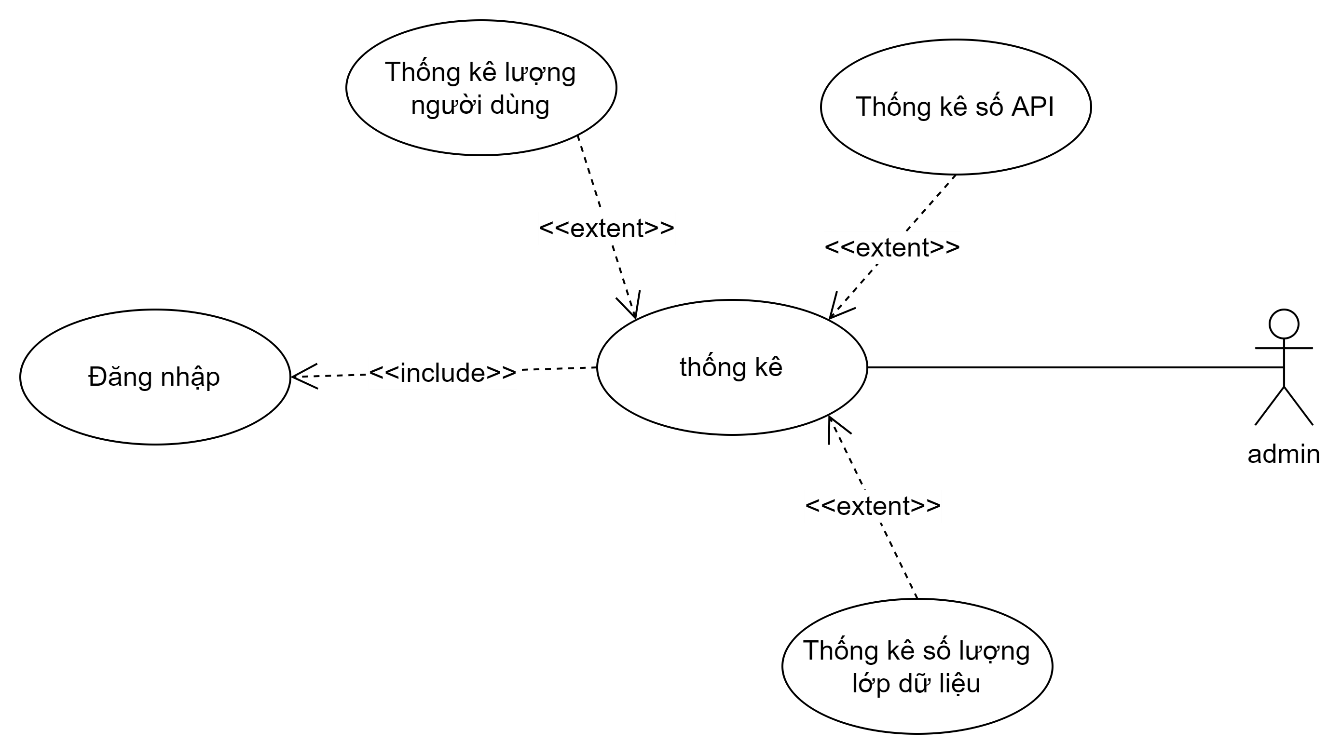 Thống kê lượng
người dùng
Thống kê số API
<<extent>>
<<extent>>
Đăng nhập
<<include>>
thống kê
admin
<<extent>>
Thống kê số lượng
lớp dữ liệu